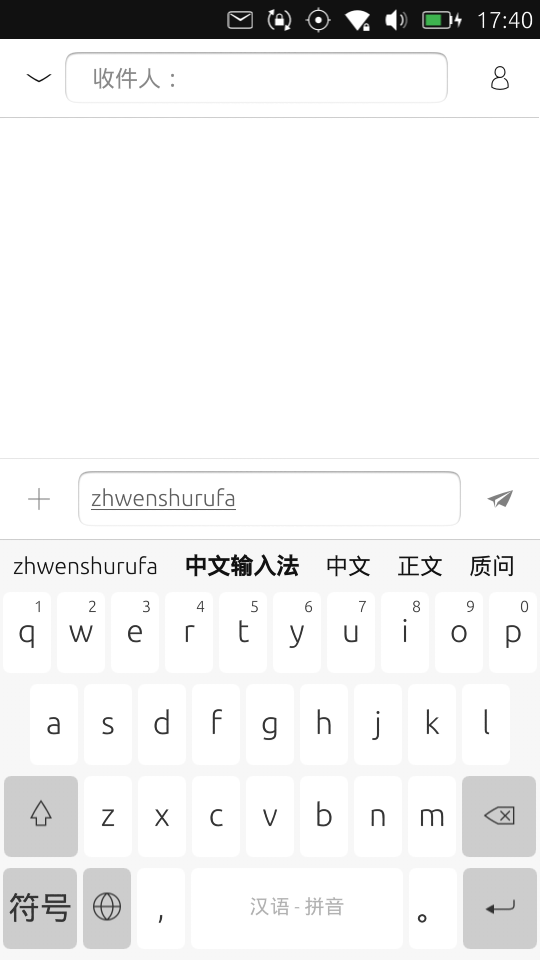 17:40
收件人：
zhwenshurufa
zhwenshurufa 中文输入法 中文 正文 质问
1 2 3 4 5 6 7 8 9 0
q w e r t y u i o p
a s d f g h j k l
z x c v b n m
符号 , 汉语 - 拼音 。